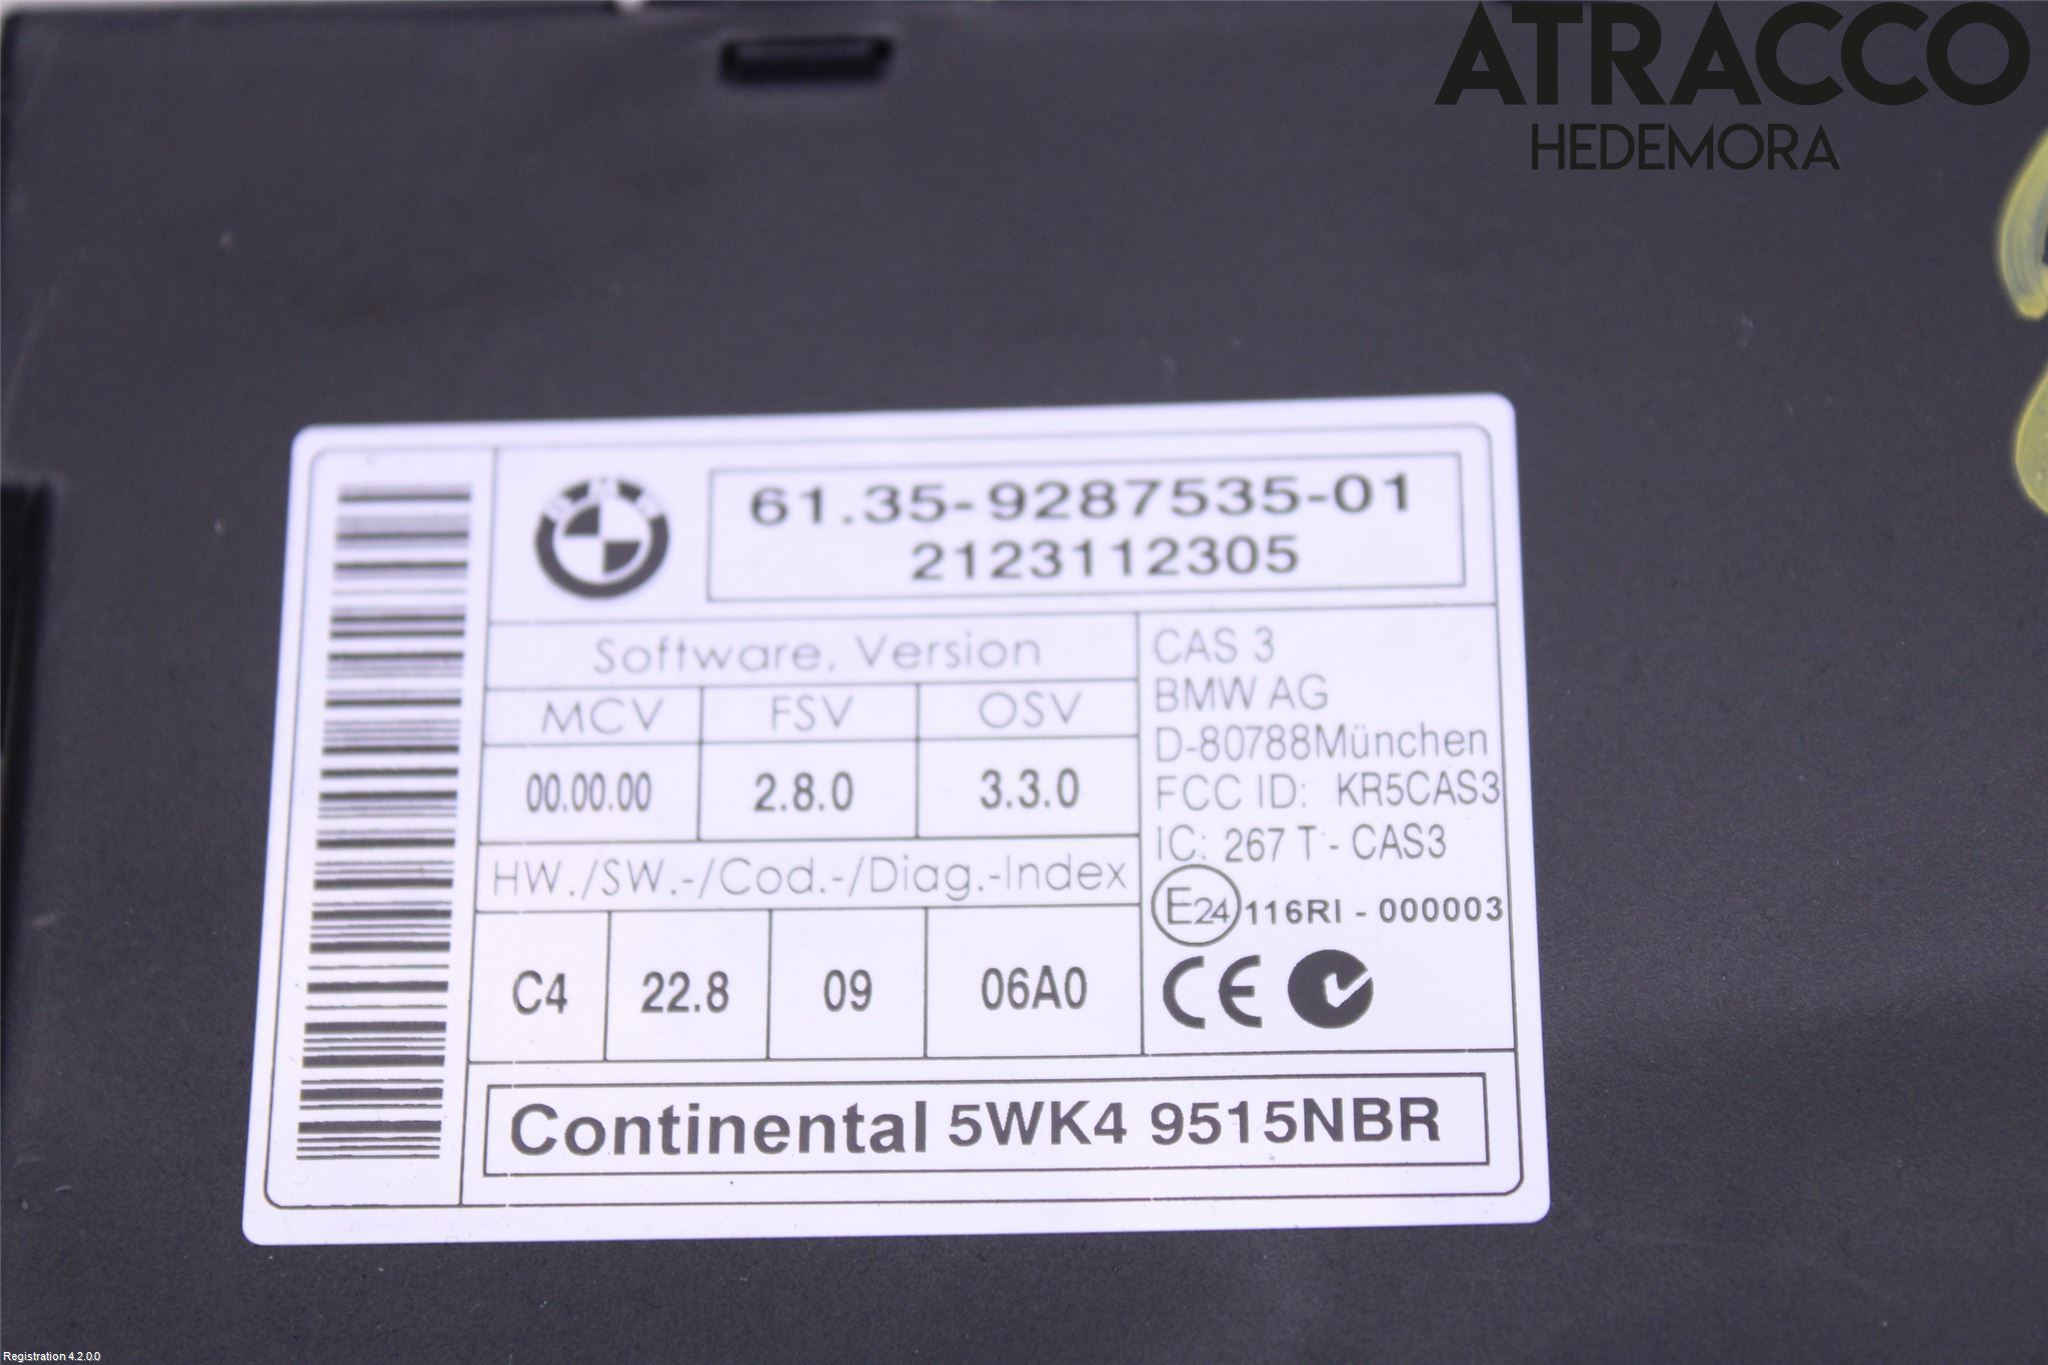 ATRACCO
HEDEMORA
61.35-9287535-01
2123112305
Software, Version
MCV FSV OSV
00.00.00 2.8.0 3.3.0
HW./SW.-/Cod.-/Diag.-Index
C4 22.8 09 06A0
CAS 3
BMW AG
D-80788München
FCC ID: KR5CAS3
IC: 267 T - CAS3
E24 116RI - 000003
CE
Continental 5WK4 9515NBR
Registration 4.2.0.0